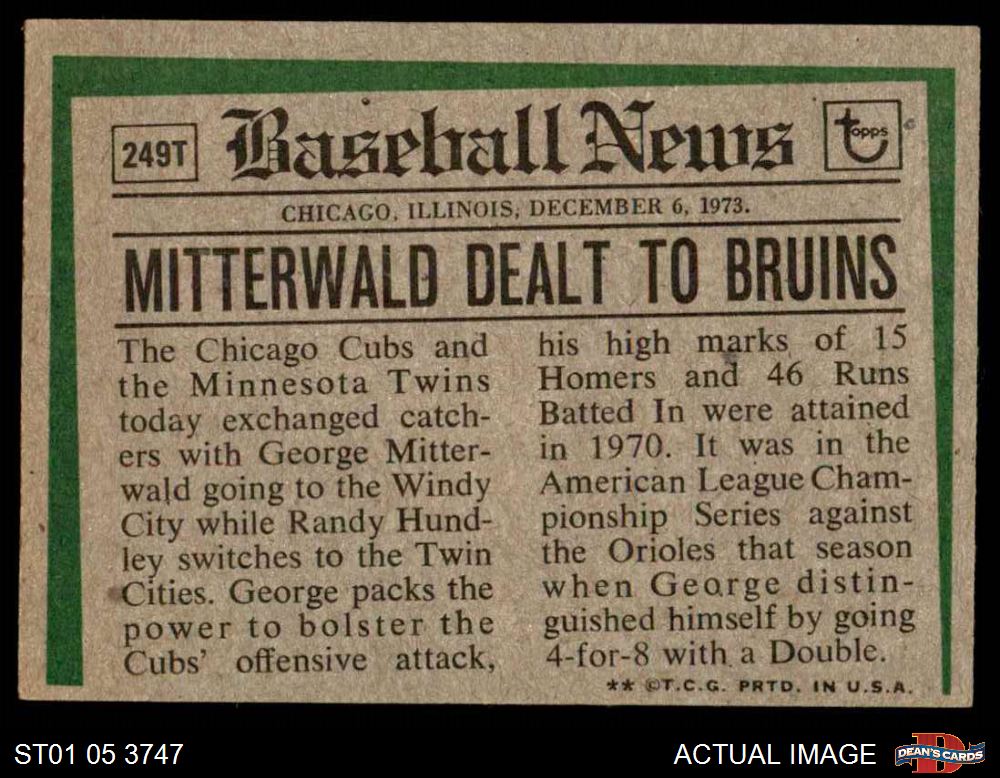 249T
Baseball News
topps
CHICAGO, ILLINOIS, DECEMBER 6, 1973.
MITTERWALD DEALT TO BRUINS
The Chicago Cubs and
the Minnesota Twins
today exchanged catch-
ers with George Mitter-
wald going to the Windy
City while Randy Hund-
ley switches to the Twin
Cities. George packs the
power to bolster the
Cubs' offensive attack,
his high marks of 15
Homers and 46 Runs
Batted In were attained
in 1970. It was in the
American League Cham-
pionship Series against
the Orioles that season
when George distin-
guished himself by going
4-for-8 with a Double.
** ©T.C.G. PRTD. IN U.S.A.
ST01 05 3747
ACTUAL IMAGE
DEAN'S CARDS